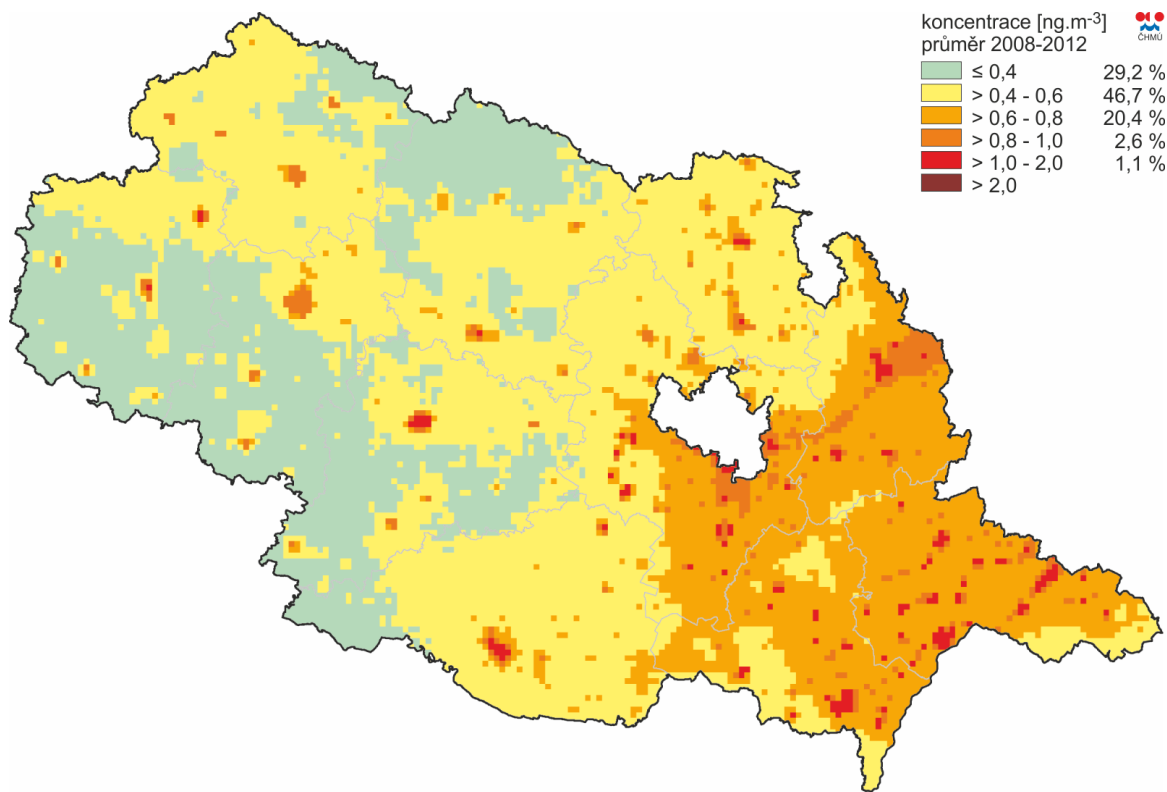 koncentrace [ng.m-3]
průměr 2008-2012
ČHMÚ
≤ 0,4 29,2 %
> 0,4 - 0,6 46,7 %
> 0,6 - 0,8 20,4 %
> 0,8 - 1,0 2,6 %
> 1,0 - 2,0 1,1 %
> 2,0